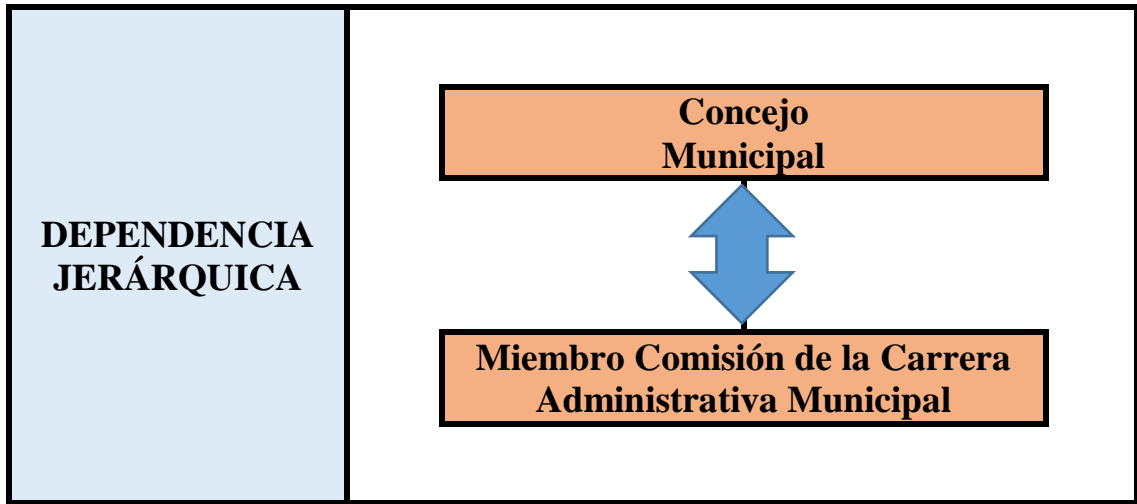 DEPENDENCIA
JERÁRQUICA
Concejo
Municipal
Miembro Comisión de la Carrera
Administrativa Municipal